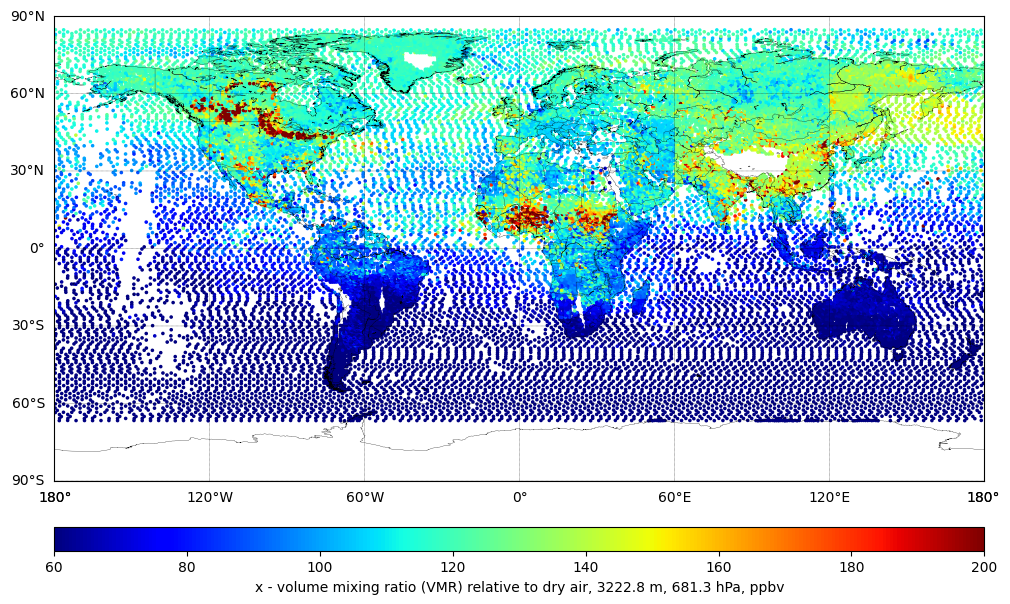 90°N
60°N
30°N
0°
30°S
60°S
90°S
180° 120°W 60°W 0° 60°E 120°E 180°
60 80 100 120 140 160 180 200
x - volume mixing ratio (VMR) relative to dry air, 3222.8 m, 681.3 hPa, ppbv